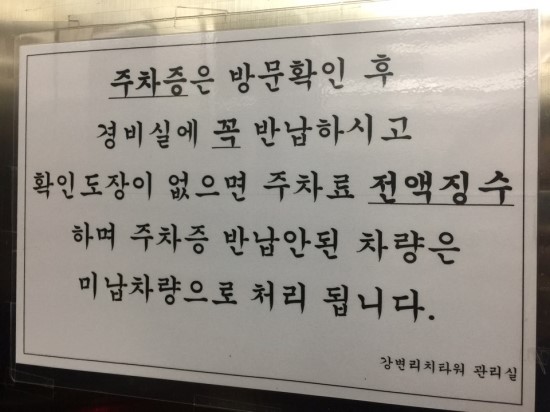 주차증은 방문확인 후
경비실에 꼭 반납하시고
확인도장이 없으면 주차료 전액징수
하며 주차증 반납안된 차량은
미납차량으로 처리 됩니다.
강변리치타워 관리실